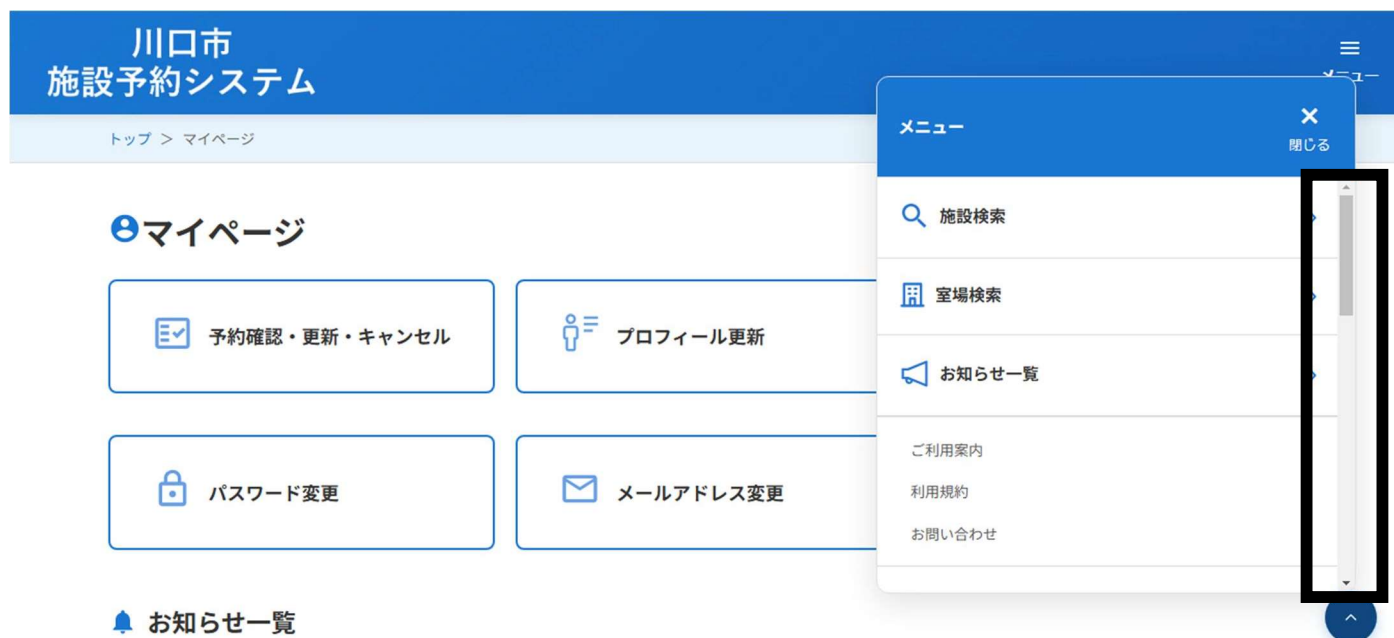 川口市
施設予約システム
メニュー
トップ > マイページ
マイページ
予約確認・更新・キャンセル
プロフィール更新
パスワード変更
メールアドレス変更
お知らせ一覧
メニュー
閉じる
施設検索
室場検索
お知らせ一覧
ご利用案内
利用規約
お問い合わせ